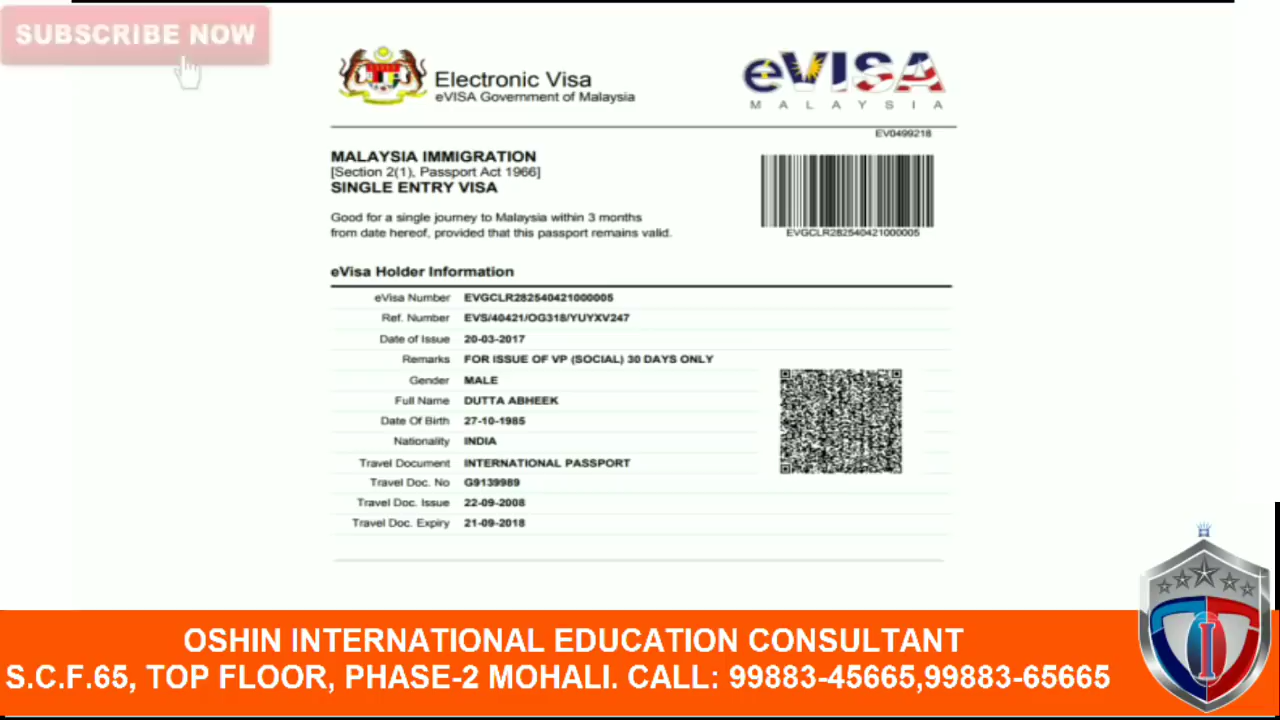 SUBSCRIBE NOW
Electronic Visa
eVISA Government of Malaysia
eVISA
MALAYSIA
EV0499218
MALAYSIA IMMIGRATION
[Section 2(1), Passport Act 1966]
SINGLE ENTRY VISA
Good for a single journey to Malaysia within 3 months
from date hereof, provided that this passport remains valid.
EVGCLR282540421000005
eVisa Holder Information
eVisa Number EVGCLR282540421000005
Ref. Number EVS/40421/OG318/YUYXV247
Date of Issue 20-03-2017
Remarks FOR ISSUE OF VP (SOCIAL) 30 DAYS ONLY
Gender MALE
Full Name DUTTA ABHEEK
Date Of Birth 27-10-1985
Nationality INDIA
Travel Document INTERNATIONAL PASSPORT
Travel Doc. No G9139989
Travel Doc. Issue 22-09-2008
Travel Doc. Expiry 21-09-2018
OSHIN INTERNATIONAL EDUCATION CONSULTANT
S.C.F.65, TOP FLOOR, PHASE-2 MOHALI. CALL: 99883-45665,99883-65665